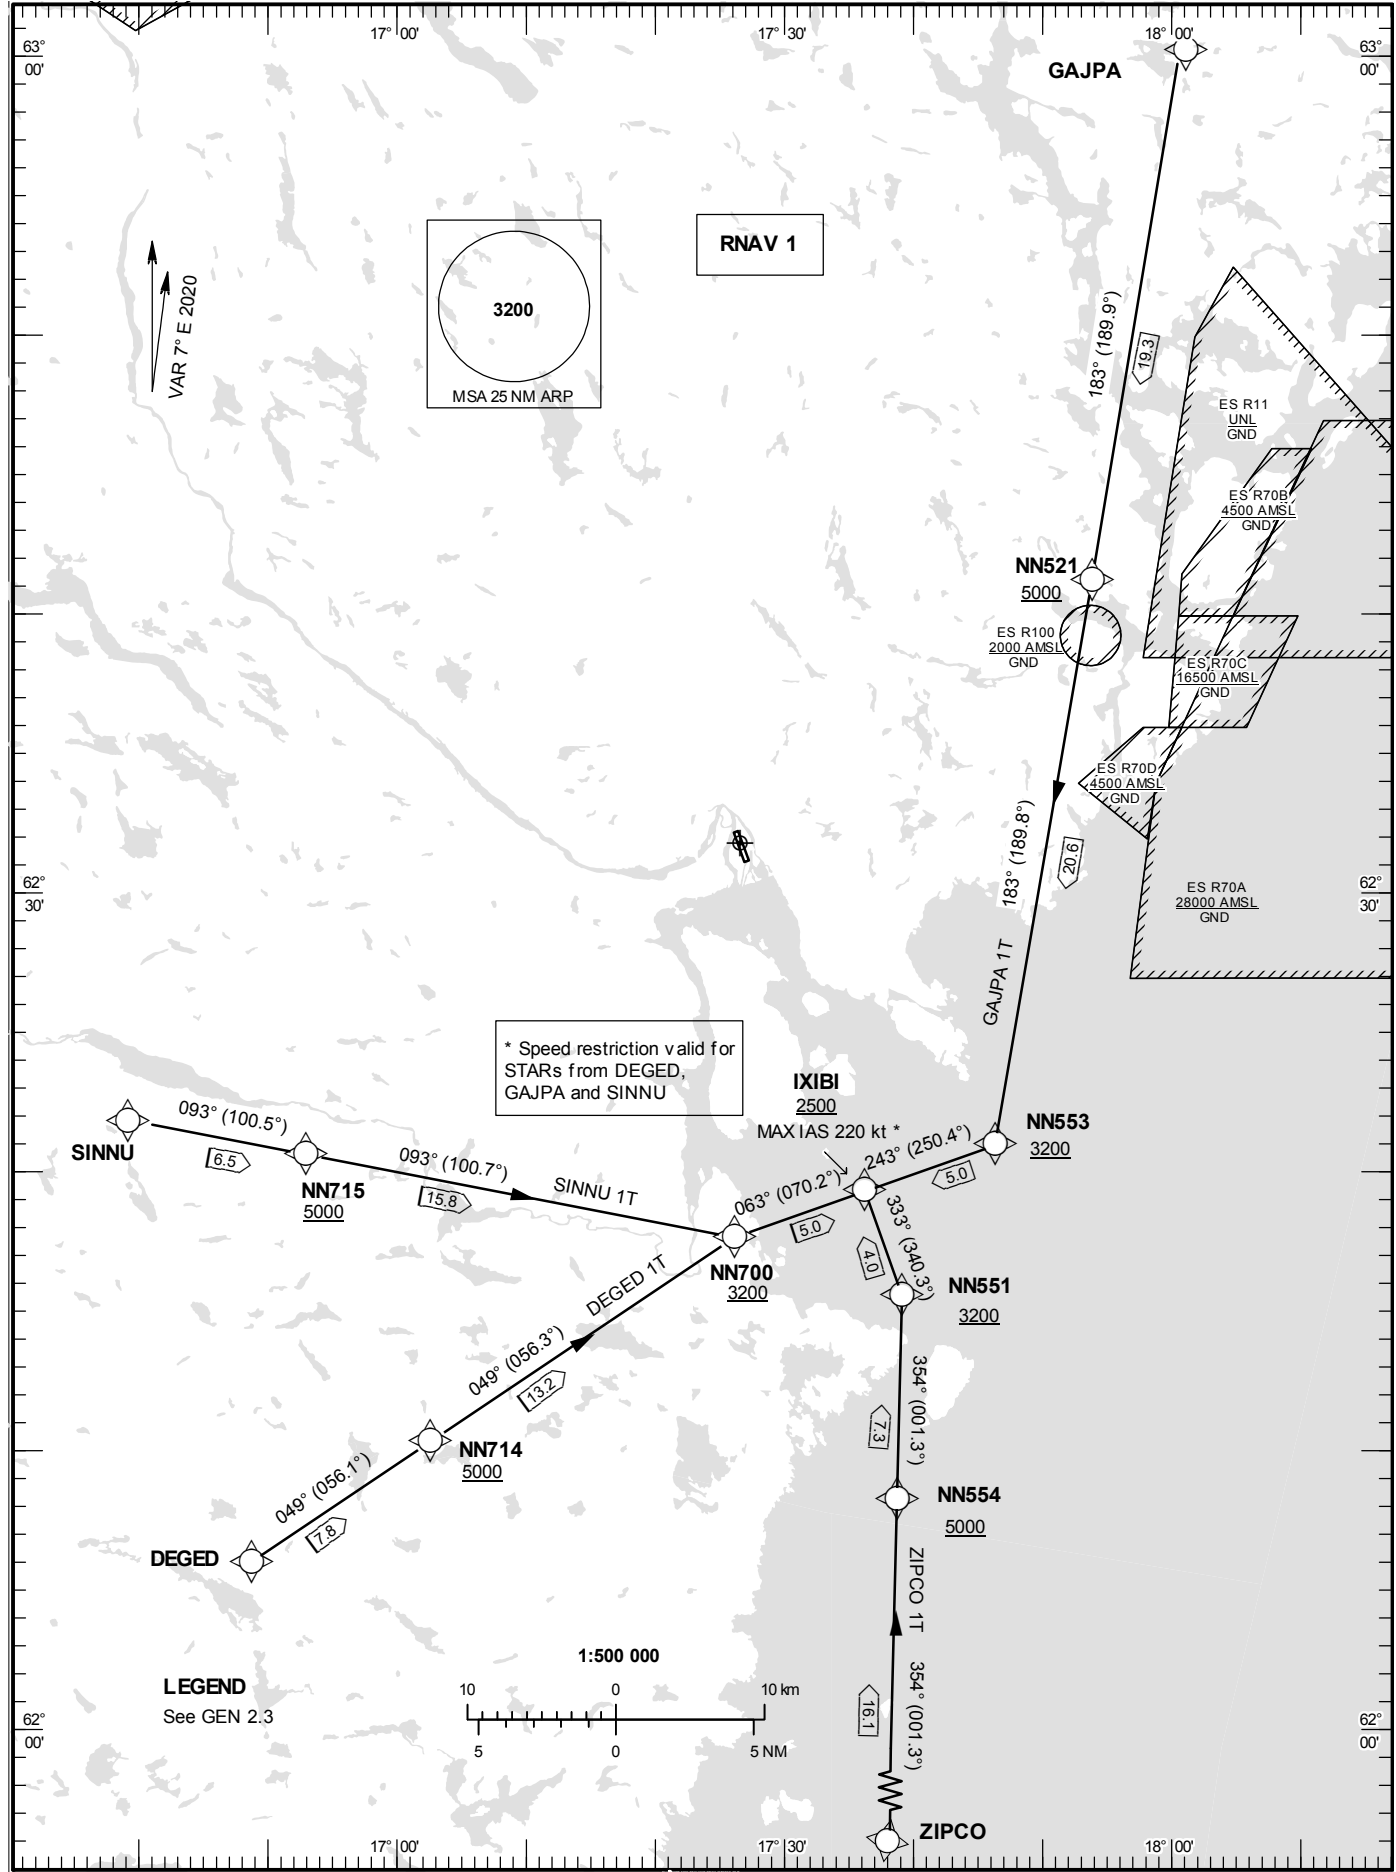 17° 00'
17° 30'
18° 00'
63°
00'
63°
00'
GAJPA
RNAV 1
3200
MSA 25 NM ARP
VAR 7° E 2020
183° (189.9°)
19.3
ES R11
UNL
GND
ES R70B
4500 AMSL
GND
NN521
5000
ES R100
2000 AMSL
GND
ES R70C
16500 AMSL
GND
ES R70D
4500 AMSL
GND
183° (189.8°)
20.6
GAJPA 1T
62°
30'
ES R70A
28000 AMSL
GND
62°
30'
* Speed restriction valid for
STARs from DEGED,
GAJPA and SINNU
IXIBI
2500
MAX IAS 220 kt *
SINNU
093° (100.5°)
6.5
NN715
5000
093° (100.7°)
15.8
SINNU 1T
063° (070.2°)
5.0
243° (250.4°)
5.0
NN553
3200
333° (340.3°)
4.0
NN700
3200
NN551
3200
DEGED 1T
049° (056.3°)
13.2
354° (001.3°)
7.3
NN714
5000
049° (056.1°)
7.8
DEGED
NN554
5000
ZIPCO 1T
354° (001.3°)
16.1
ZIPCO
LEGEND
See GEN 2.3
1:500 000
10 0 10 km
5 0 5 NM
62°
00'
62°
00'
17° 00'
17° 30'
18° 00'